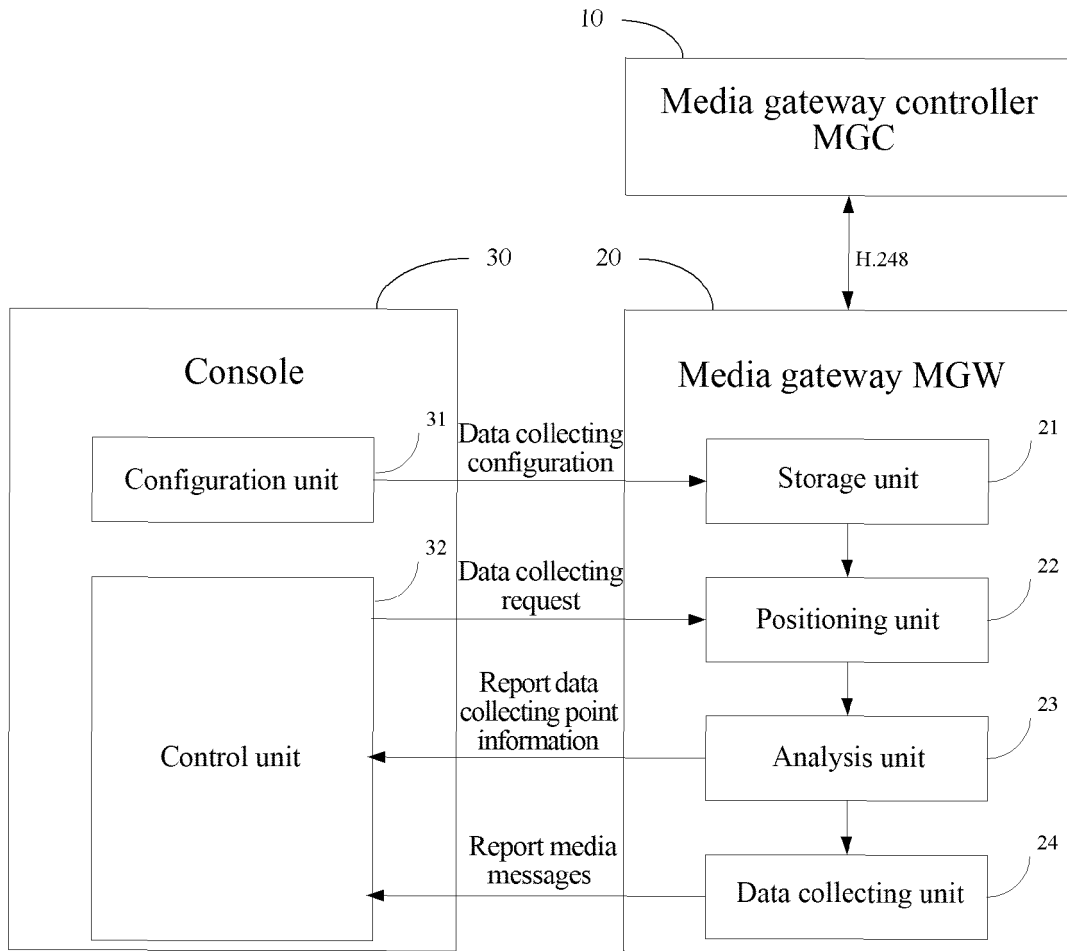 10
Media gateway controller
MGC
30
20
H.248
Console
Media gateway MGW
31
Data collecting
configuration
21
Configuration unit
Storage unit
32
Data collecting
request
22
Positioning unit
Report data
collecting point
information
23
Control unit
Analysis unit
Report media
messages
24
Data collecting unit